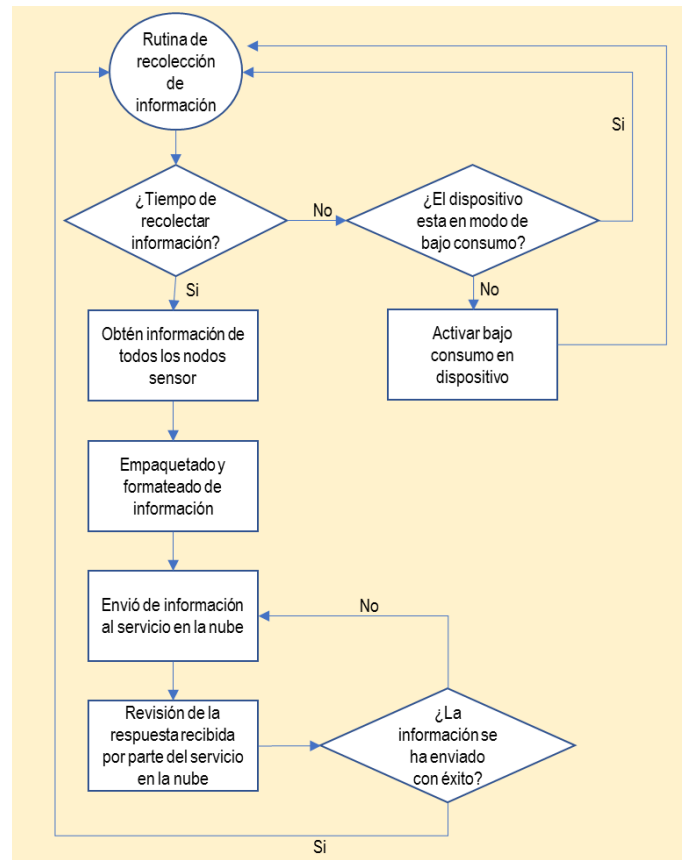 Rutina de
recolección
de
información
Si
¿Tiempo de
recolectar
información?
No
¿El dispositivo
esta en modo de
bajo consumo?
Si
No
Obtén información de
todos los nodos
sensor
Activar bajo
consumo en
dispositivo
Empaquetado y
formateado de
información
Envió de información
al servicio en la nube
No
Revisión de la
respuesta recibida
por parte del servicio
en la nube
¿La
información se
ha enviado
con éxito?
Si